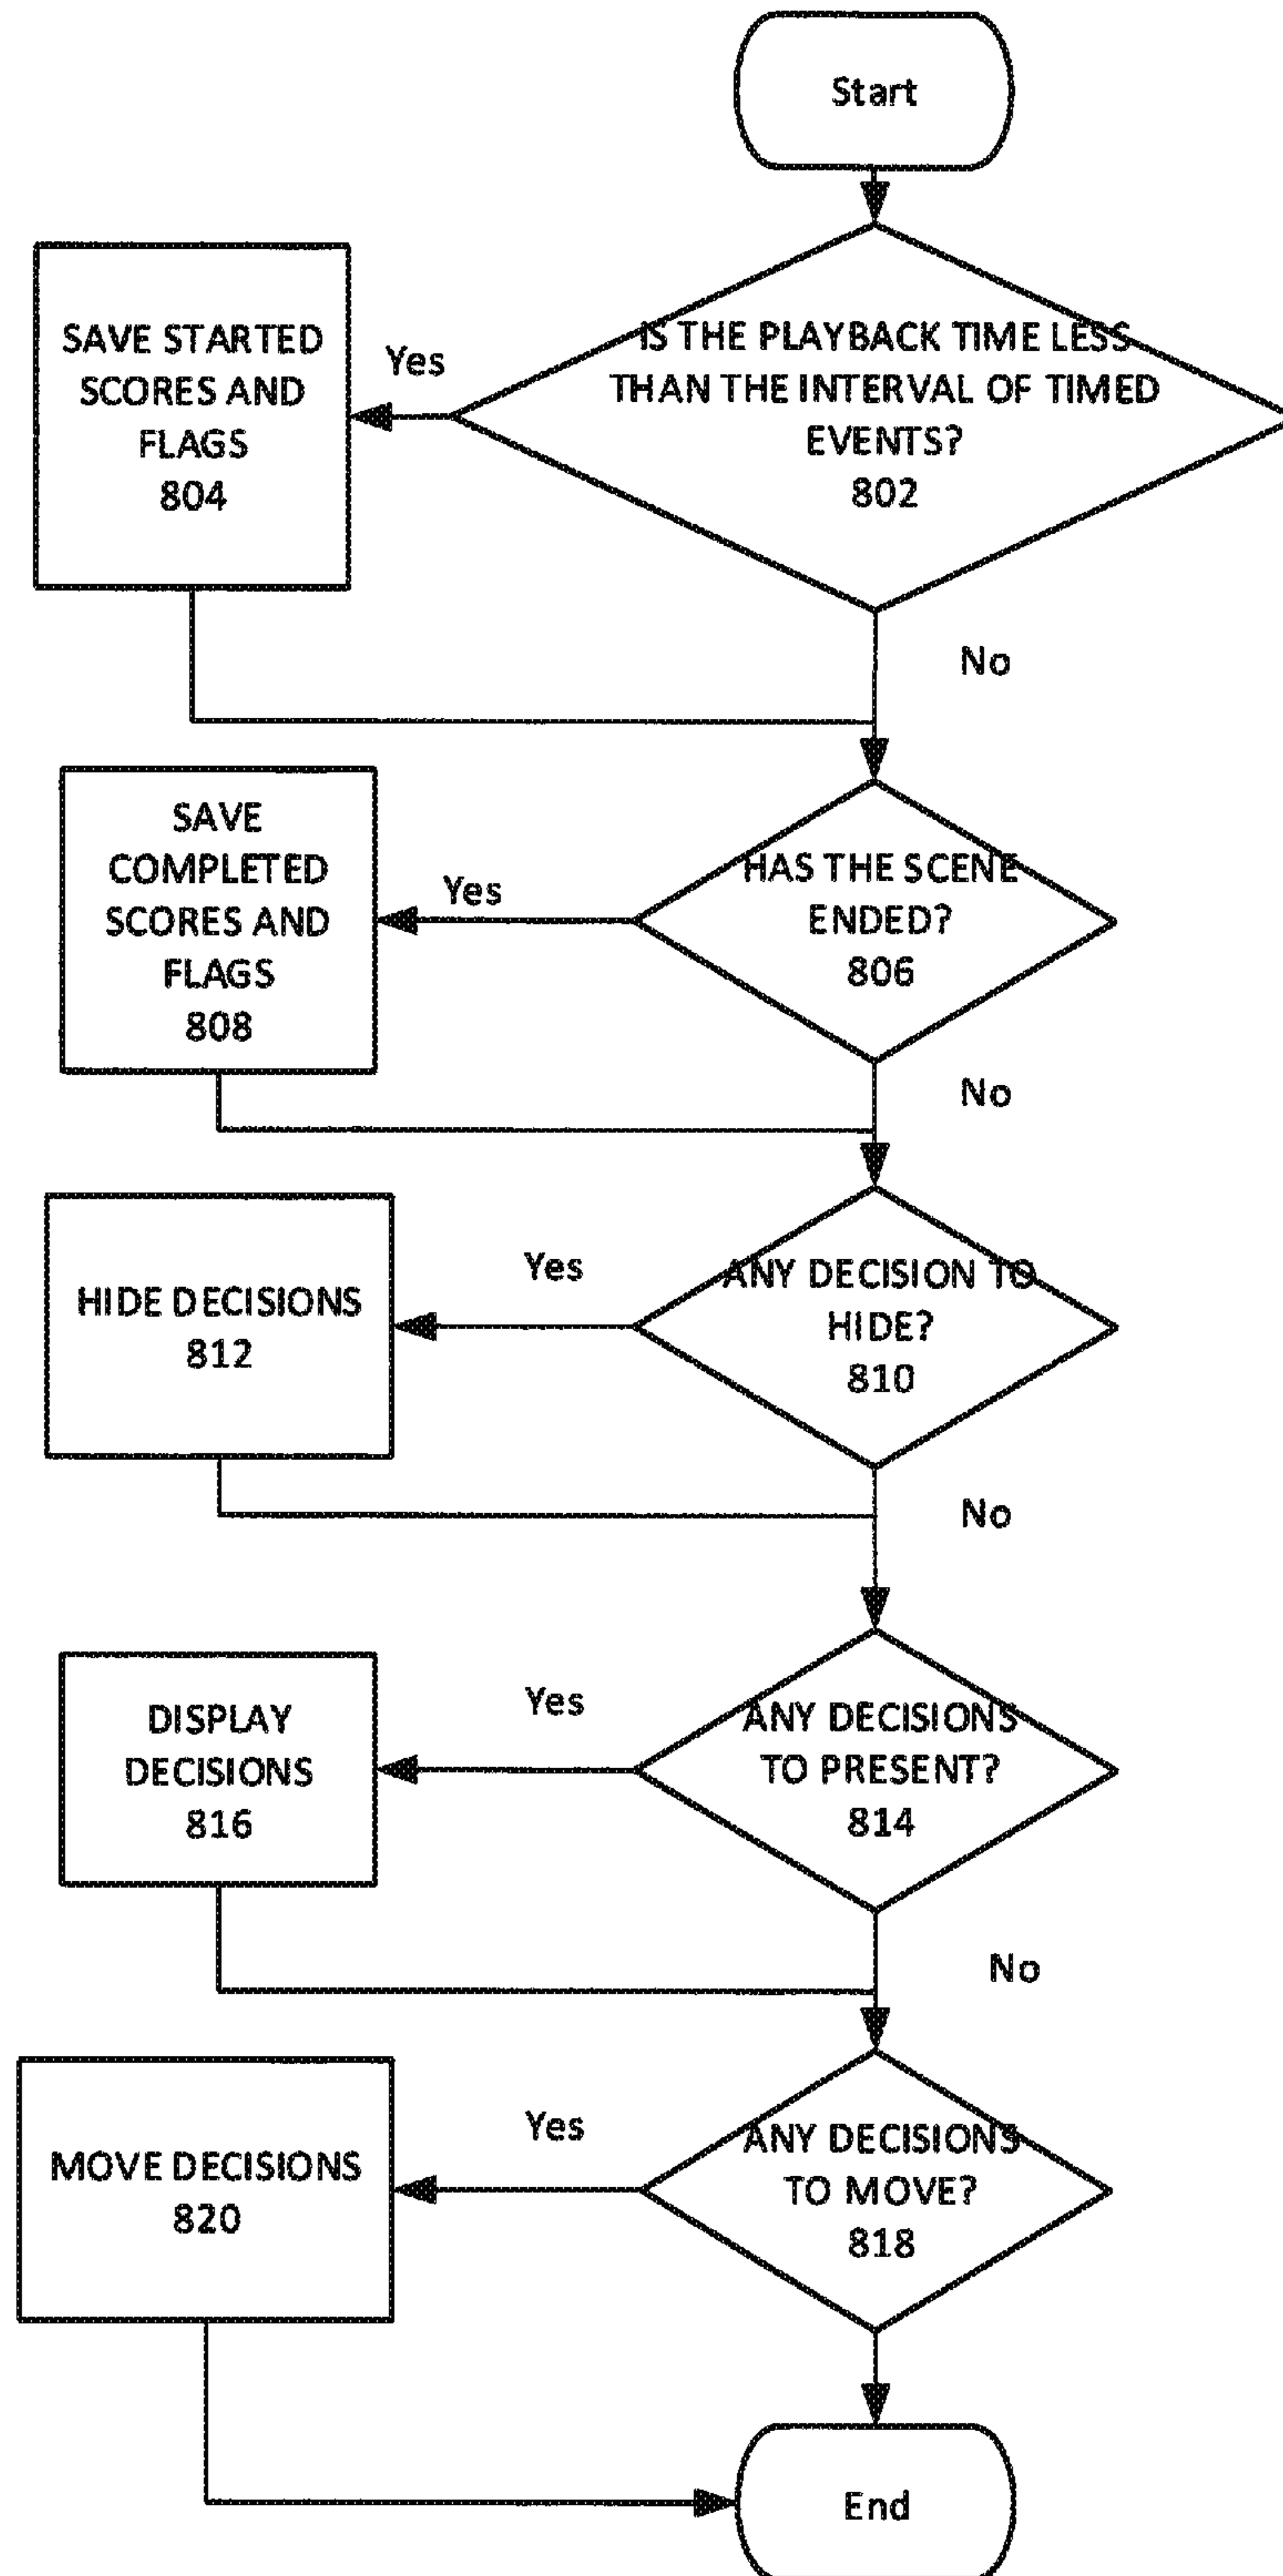 Start
IS THE PLAYBACK TIME LESS
THAN THE INTERVAL OF TIMED
EVENTS?
802
Yes
SAVE STARTED
SCORES AND
FLAGS
804
No
HAS THE SCENE
ENDED?
806
Yes
SAVE
COMPLETED
SCORES AND
FLAGS
808
No
ANY DECISION TO
HIDE?
810
Yes
HIDE DECISIONS
812
No
ANY DECISIONS
TO PRESENT?
814
Yes
DISPLAY
DECISIONS
816
No
ANY DECISIONS
TO MOVE?
818
Yes
MOVE DECISIONS
820
End